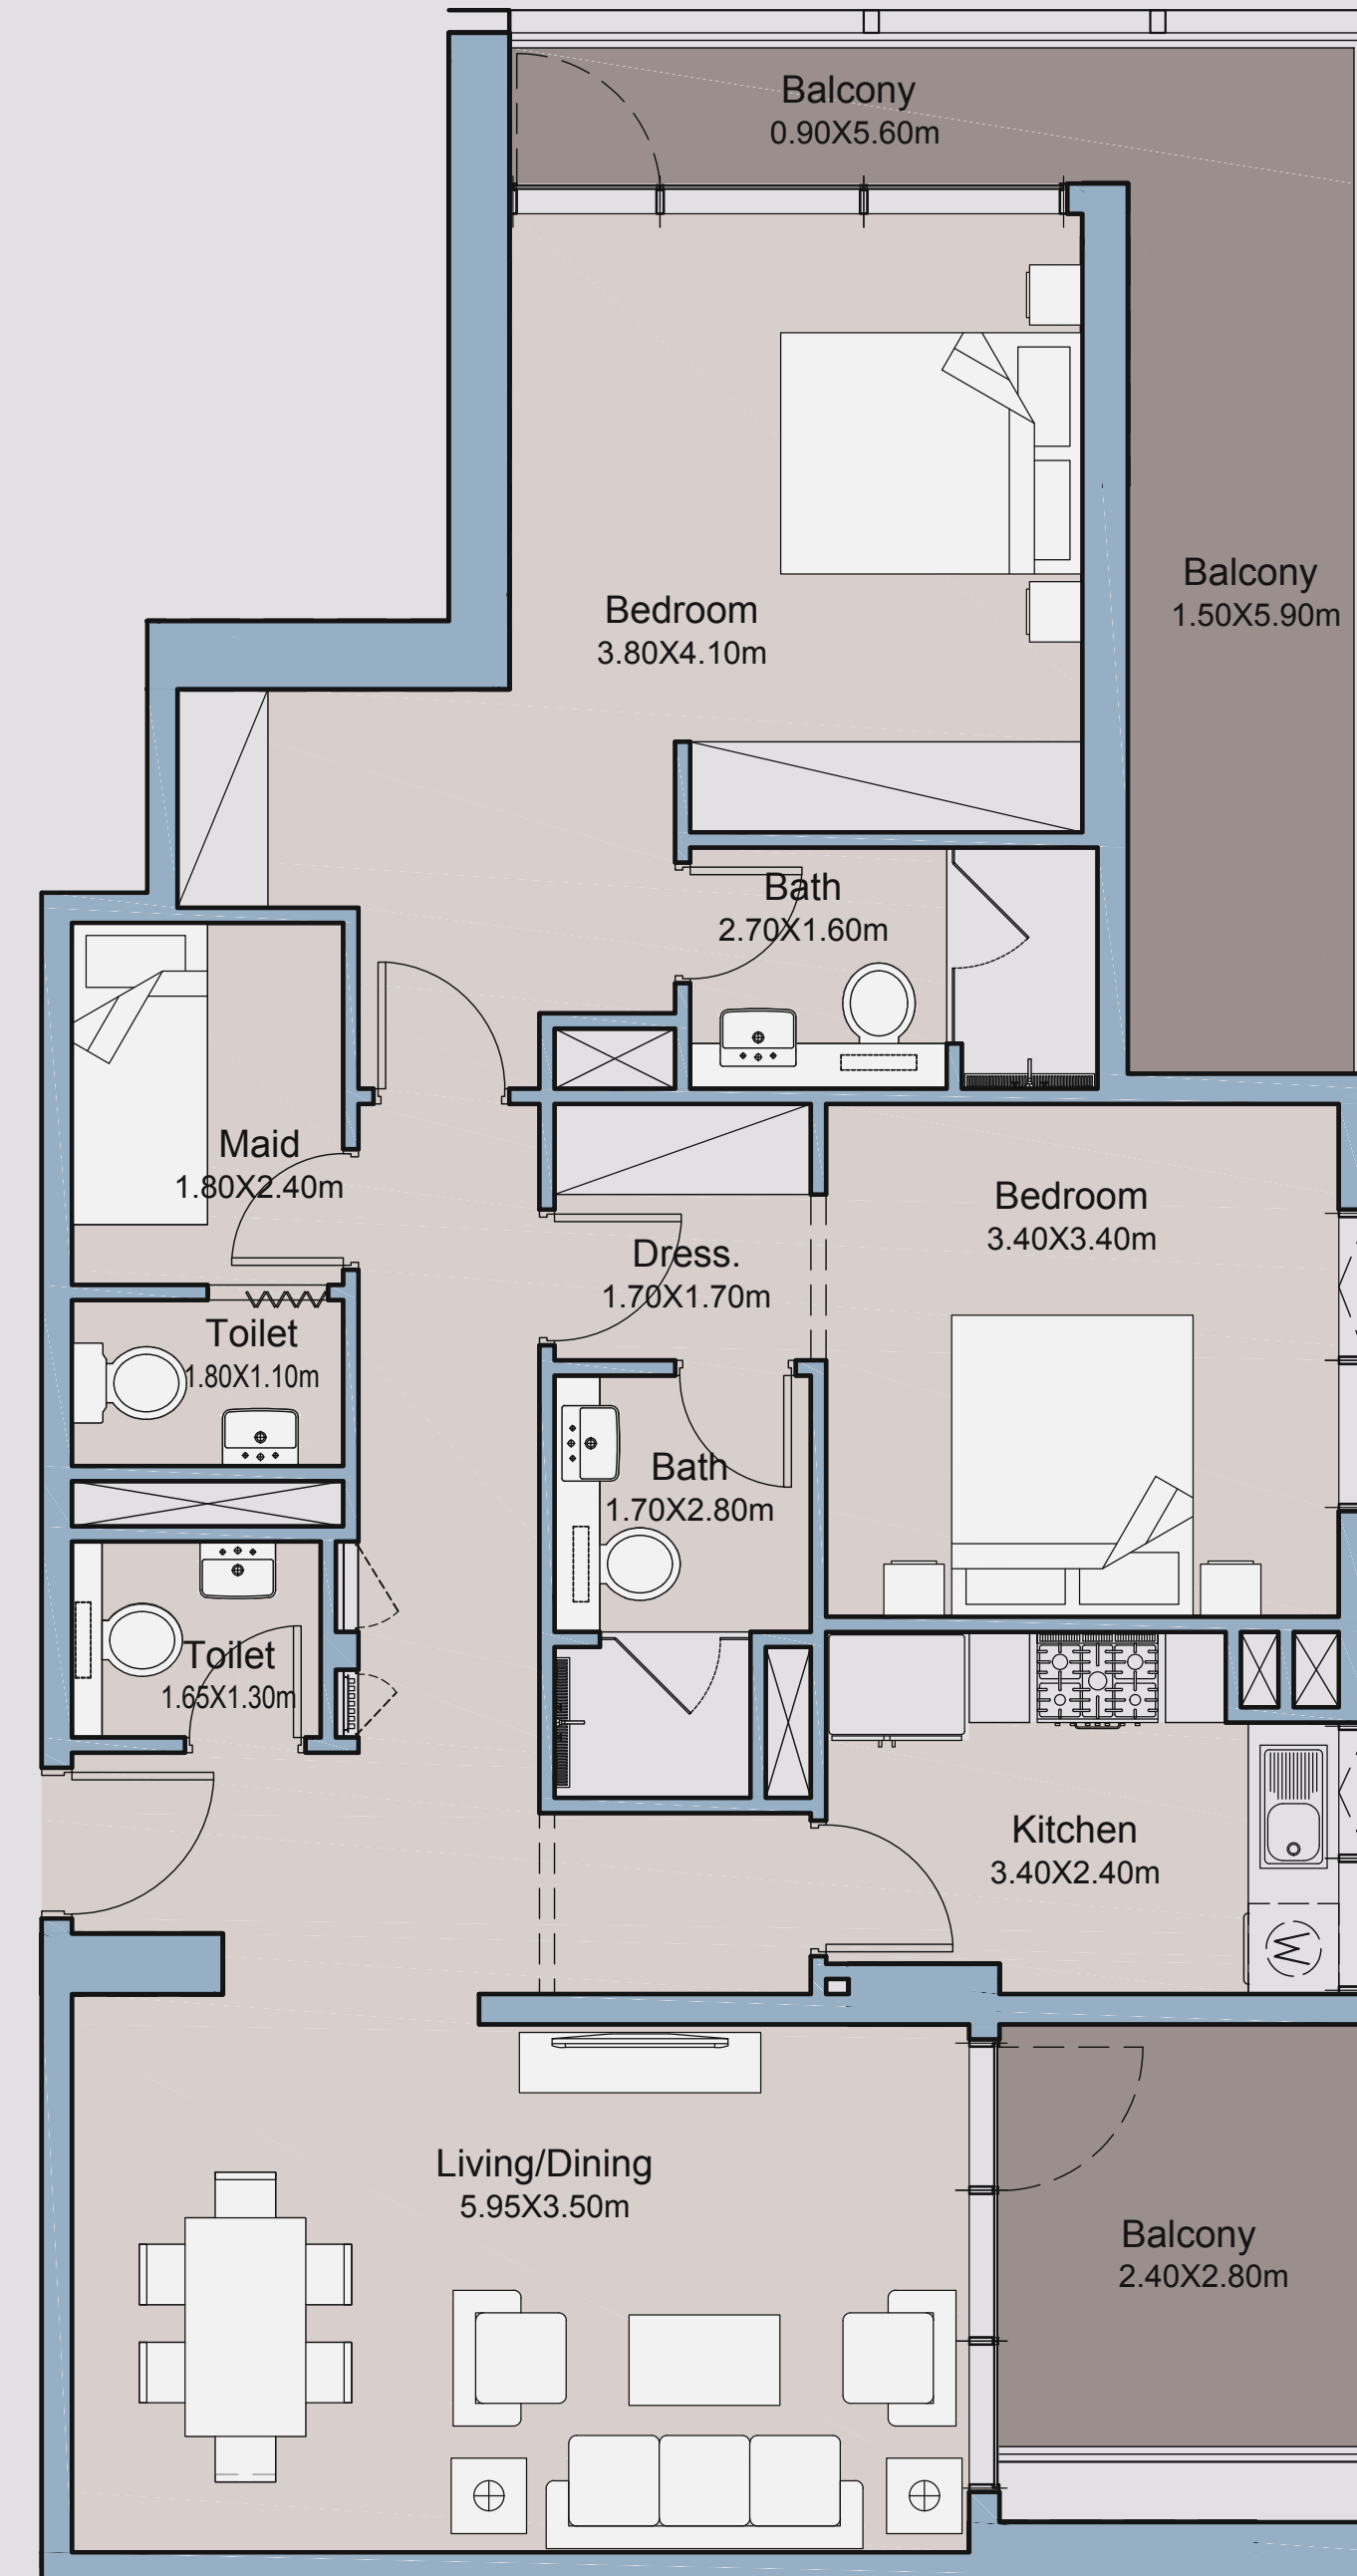 Balcony
0.90X5.60m
Balcony
1.50X5.90m
Bedroom
3.80X4.10m
Bath
2.70X1.60m
Maid
1.80X2.40m
Bedroom
3.40X3.40m
Dress.
1.70X1.70m
Toilet
1.80X1.10m
Bath
1.70X2.80m
Toilet
1.65X1.30m
Kitchen
3.40X2.40m
W
Living/Dining
5.95X3.50m
Balcony
2.40X2.80m